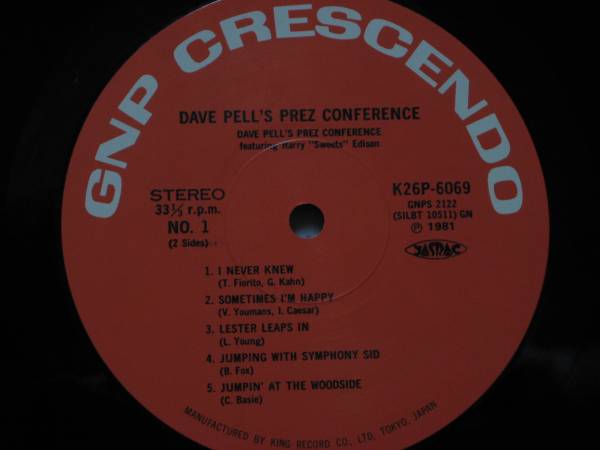 GNP CRESCENDO
DAVE PELL'S PREZ CONFERENCE
DAVE PELL'S PREZ CONFERENCE
featuring Harry "Sweets" Edison
STEREO
33⅓ r.p.m.
NO. 1
(2 Sides)
K26P-6069
GNPS 2122
(SILBT 10511) GN
Ⓟ 1981
JASRAC
1. I NEVER KNEW
(T. Fiorito, G. Kahn)
2. SOMETIMES I'M HAPPY
(V. Youmans, I. Caesar)
3. LESTER LEAPS IN
(L. Young)
4. JUMPING WITH SYMPHONY SID
(B. Fox)
5. JUMPIN' AT THE WOODSIDE
(C. Basie)
MANUFACTURED BY KING RECORD CO., LTD, TOKYO, JAPAN